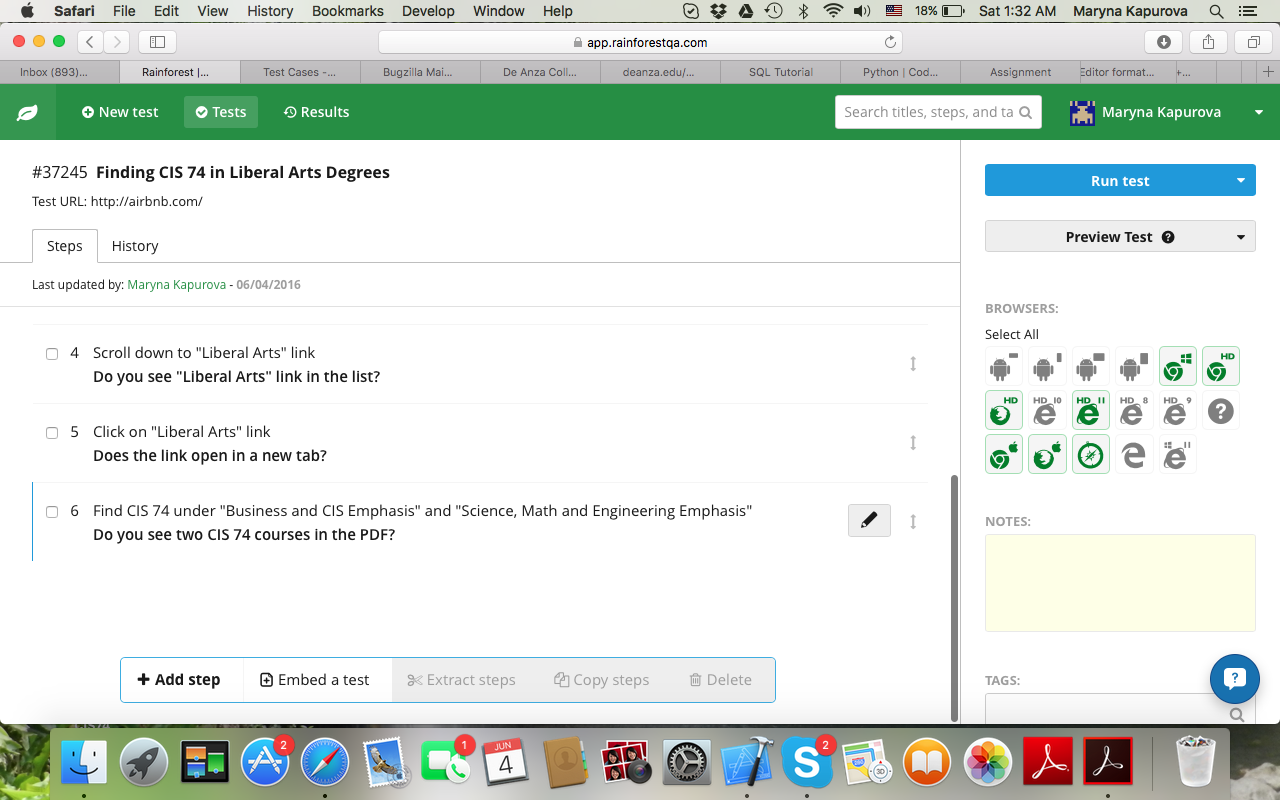 Safari File Edit View History Bookmarks Develop Window Help 18% Sat 1:32 AM Maryna Kapurova
app.rainforestqa.com
Inbox (893)... Rainforest |... Test Cases -... Bugzilla Mai... De Anza Coll... deanza.edu/... SQL Tutorial Python | Cod... Assignment Editor format... +...
New test Tests Results Search titles, steps, and ta Maryna Kapurova
#37245 Finding CIS 74 in Liberal Arts Degrees
Test URL: http://airbnb.com/
Steps History
Last updated by: Maryna Kapurova - 06/04/2016
4 Scroll down to "Liberal Arts" link
Do you see "Liberal Arts" link in the list?
5 Click on "Liberal Arts" link
Does the link open in a new tab?
6 Find CIS 74 under "Business and CIS Emphasis" and "Science, Math and Engineering Emphasis"
Do you see two CIS 74 courses in the PDF?
+ Add step Embed a test Extract steps Copy steps Delete
Run test
Preview Test ?
BROWSERS:
Select All
HD
HD HD 10 HD 11 HD 8 HD 9 ?
11
NOTES:
TAGS:
?
2 1 JUN 4 2 3D